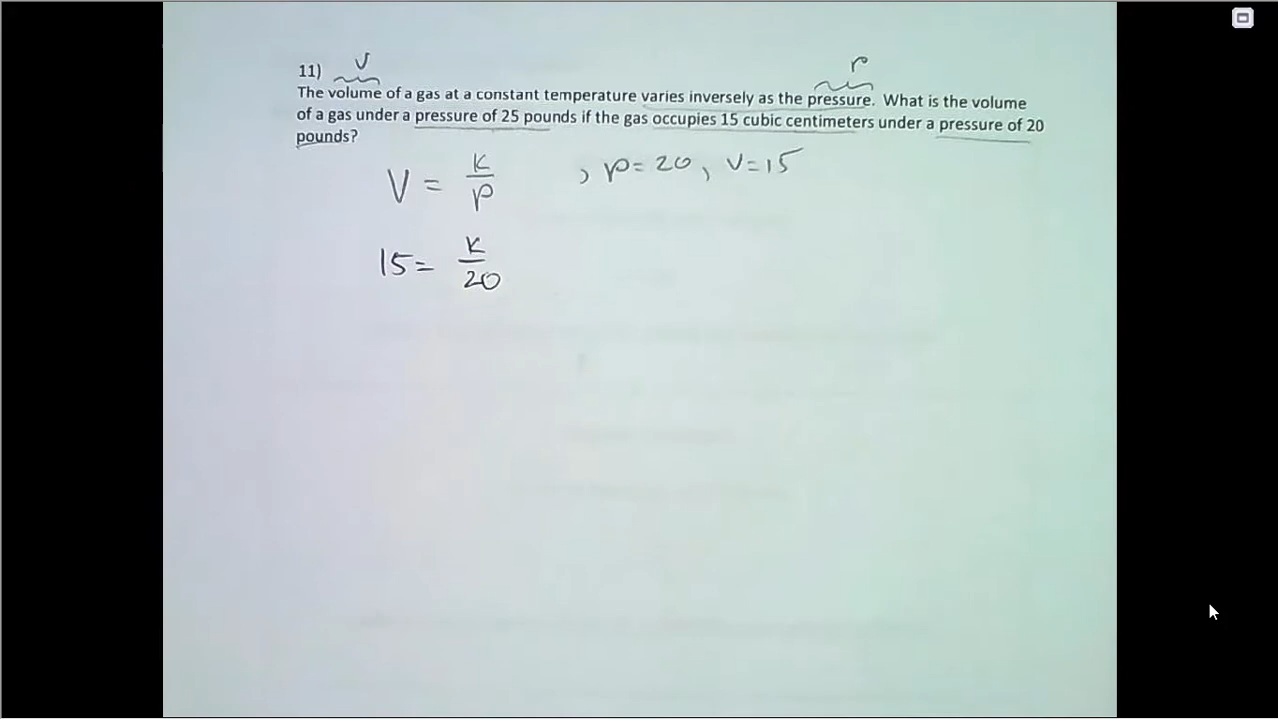 11)
V
p
The volume of a gas at a constant temperature varies inversely as the pressure. What is the volume
of a gas under a pressure of 25 pounds if the gas occupies 15 cubic centimeters under a pressure of 20
pounds?
V = K/P , p=20, V=15
15 = K/20